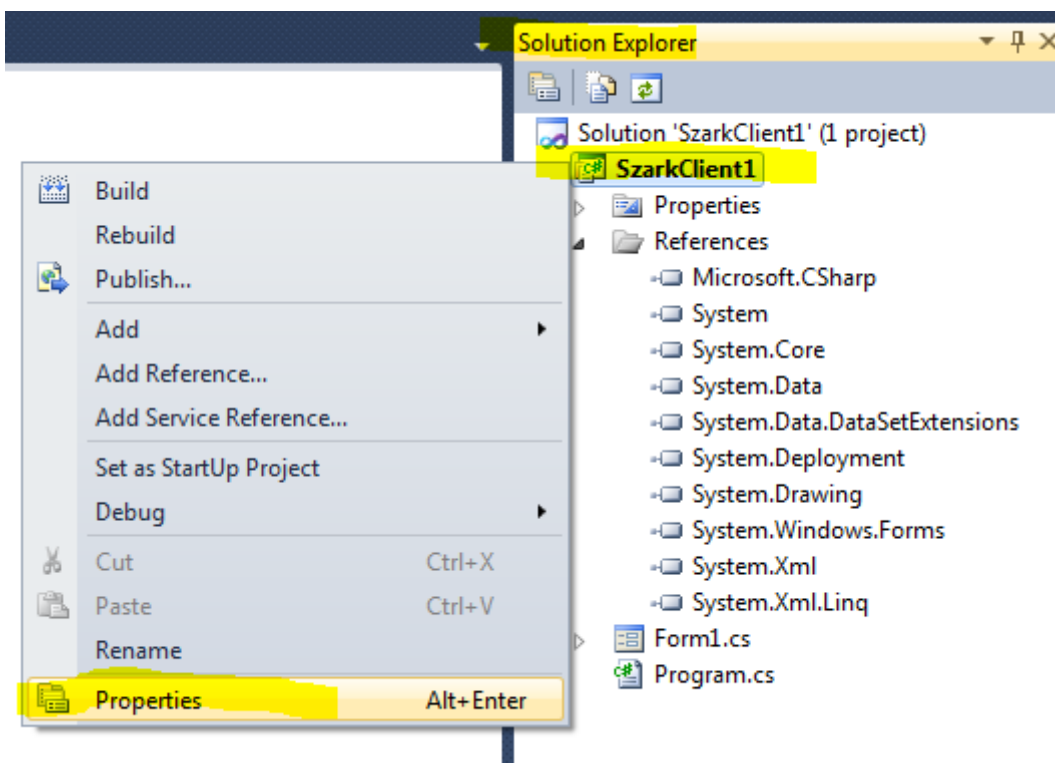 Solution Explorer
Solution 'SzarkClient1' (1 project)
SzarkClient1
Properties
References
Microsoft.CSharp
System
System.Core
System.Data
System.Data.DataSetExtensions
System.Deployment
System.Drawing
System.Windows.Forms
System.Xml
System.Xml.Linq
Form1.cs
Program.cs
Build
Rebuild
Publish...
Add
Add Reference...
Add Service Reference...
Set as StartUp Project
Debug
Cut Ctrl+X
Paste Ctrl+V
Rename
Properties Alt+Enter